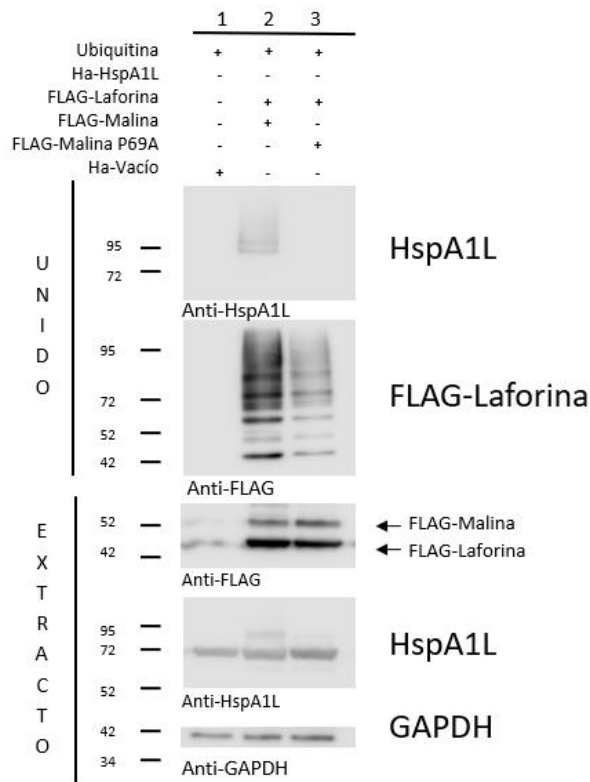 1 2 3
Ubiquitina + + +
Ha-HspA1L - - -
FLAG-Laforina - + +
FLAG-Malina - + -
FLAG-Malina P69A - - +
Ha-Vacío + - -
UNIDO
95
72
HspA1L
Anti-HspA1L
95
72
52
42
FLAG-Laforina
Anti-FLAG
EXTRACTO
52
42
FLAG-Malina
FLAG-Laforina
Anti-FLAG
95
72
52
HspA1L
Anti-HspA1L
42
34
GAPDH
Anti-GAPDH